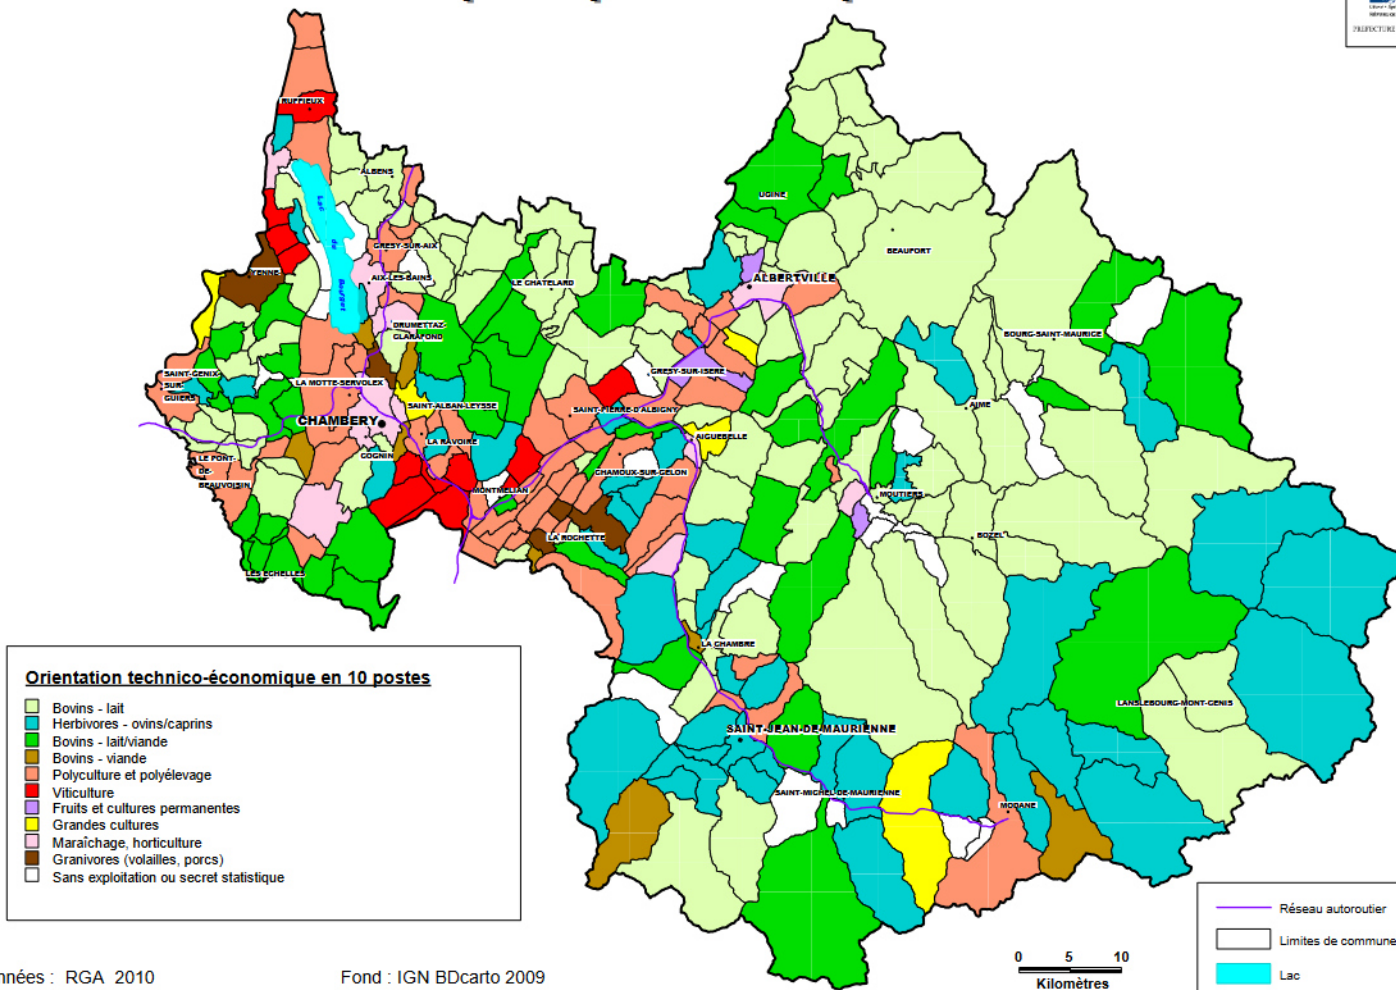 PREFECTURE
RUFFIEUX
ALBENS
Lac
du
Bourget
UGINE
GRESY-SUR-AIX
BEAUFORT
YENNE
AIX-LES-BAINS
LE CHATELARD
ALBERTVILLE
DRUMETTAZ-
CLARAFOND
BOURG-SAINT-MAURICE
SAINT-GENIX
SUR-
GUIERS
LA MOTTE-SERVOLEX
GRESY-SUR-ISERE
SAINT-ALBAN-LEYSSE
SAINT-PIERRE-D'ALBIGNY
AIME
CHAMBERY
LA RAVOIRE
AIGUEBELLE
COGNIN
LE PONT-
DE-
BEAUVOISIN
CHAMOUX-SUR-GELON
MONTMELIAN
MOUTIERS
LA ROCHETTE
BOZEL
LES ECHELLES
LA CHAMBRE
LANSLEBOURG-MONT-CENIS
SAINT-JEAN-DE-MAURIENNE
SAINT-MICHEL-DE-MAURIENNE
MODANE
Orientation technico-économique en 10 postes
Bovins - lait
Herbivores - ovins/caprins
Bovins - lait/viande
Bovins - viande
Polyculture et polyélevage
Viticulture
Fruits et cultures permanentes
Grandes cultures
Maraîchage, horticulture
Granivores (volailles, porcs)
Sans exploitation ou secret statistique
Réseau autoroutier
Limites de commune
Lac
0 5 10
Kilomètres
nnées : RGA 2010
Fond : IGN BDcarto 2009